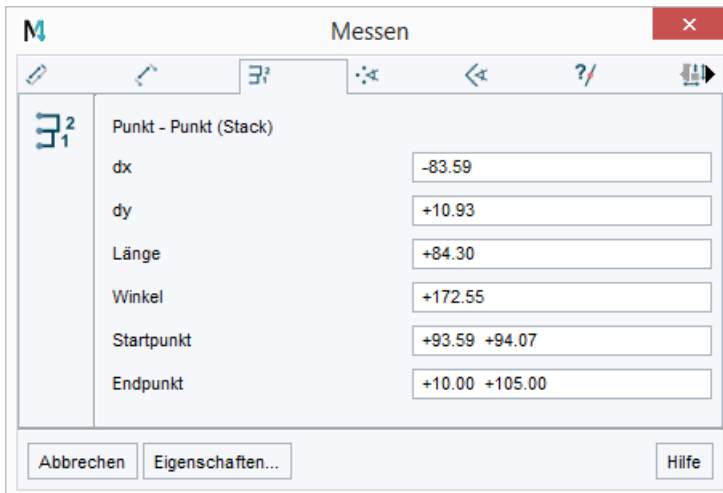 Messen
Punkt - Punkt (Stack)
dx -83.59
dy +10.93
Länge +84.30
Winkel +172.55
Startpunkt +93.59 +94.07
Endpunkt +10.00 +105.00
Abbrechen Eigenschaften... Hilfe